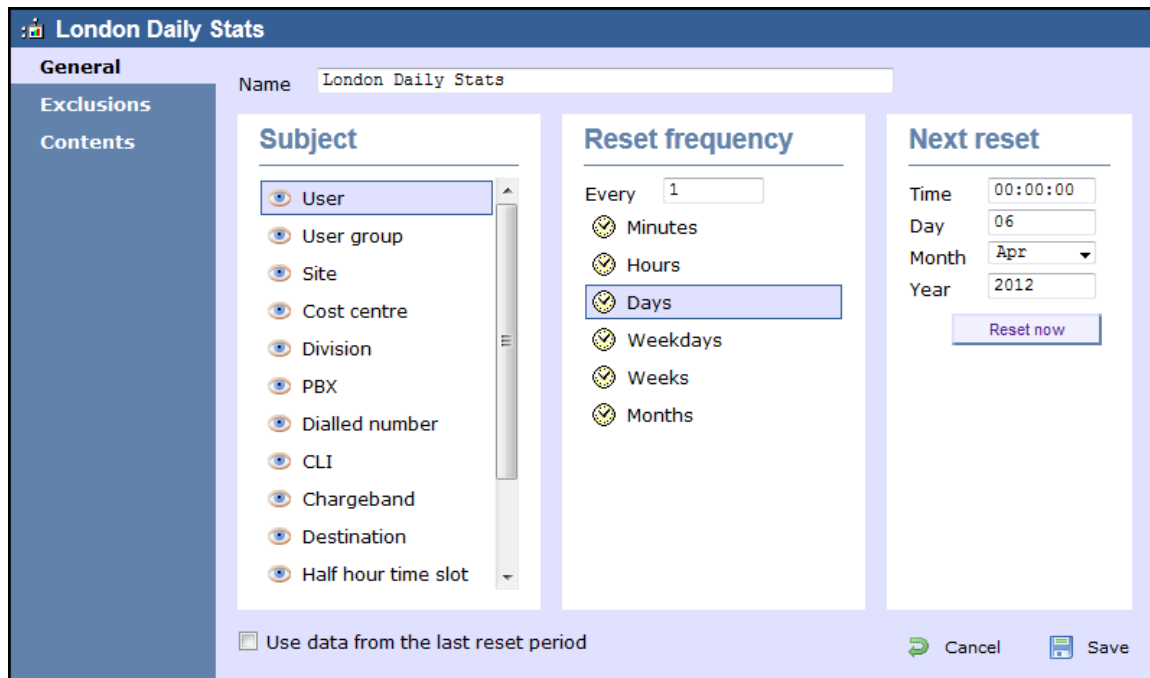 London Daily Stats
General
Exclusions
Contents
Name London Daily Stats
Subject
User
User group
Site
Cost centre
Division
PBX
Dialled number
CLI
Chargeband
Destination
Half hour time slot
Reset frequency
Every 1
Minutes
Hours
Days
Weekdays
Weeks
Months
Next reset
Time 00:00:00
Day 06
Month Apr
Year 2012
Reset now
Use data from the last reset period
Cancel
Save